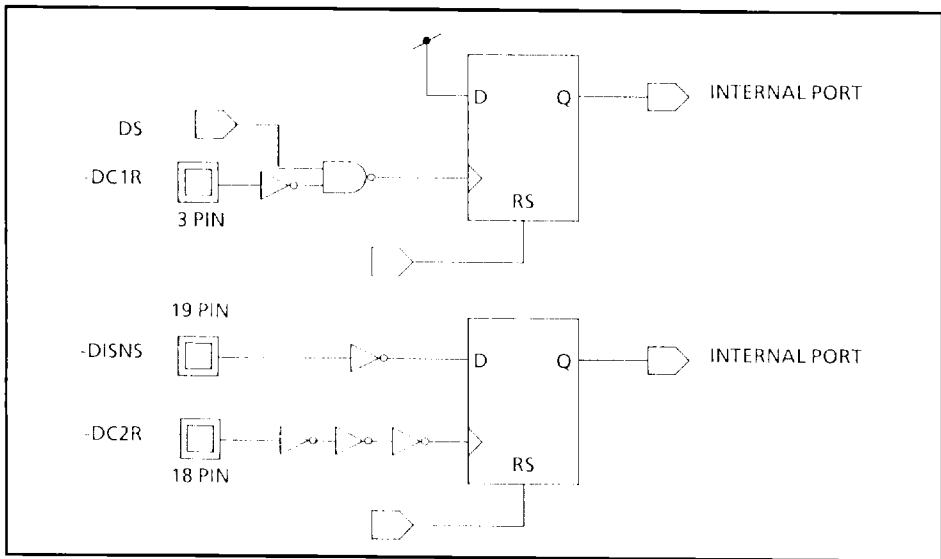 D Q INTERNAL PORT
DS
-DC1R
3 PIN
RS
19 PIN
-DISNS
D Q INTERNAL PORT
-DC2R
18 PIN
RS